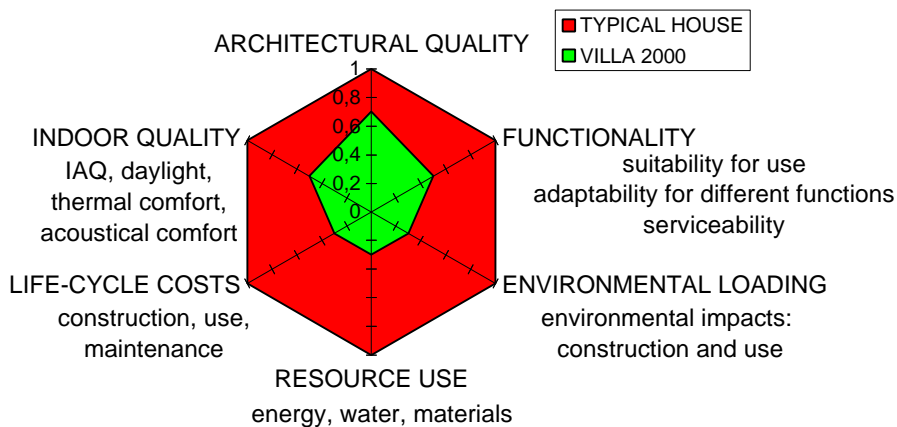 TYPICAL HOUSE
VILLA 2000
ARCHITECTURAL QUALITY
1
0,8
0,6
0,4
0,2
0
INDOOR QUALITY
IAQ, daylight,
thermal comfort,
acoustical comfort
FUNCTIONALITY
suitability for use
adaptability for different functions
serviceability
LIFE-CYCLE COSTS
construction, use,
maintenance
ENVIRONMENTAL LOADING
environmental impacts:
construction and use
RESOURCE USE
energy, water, materials